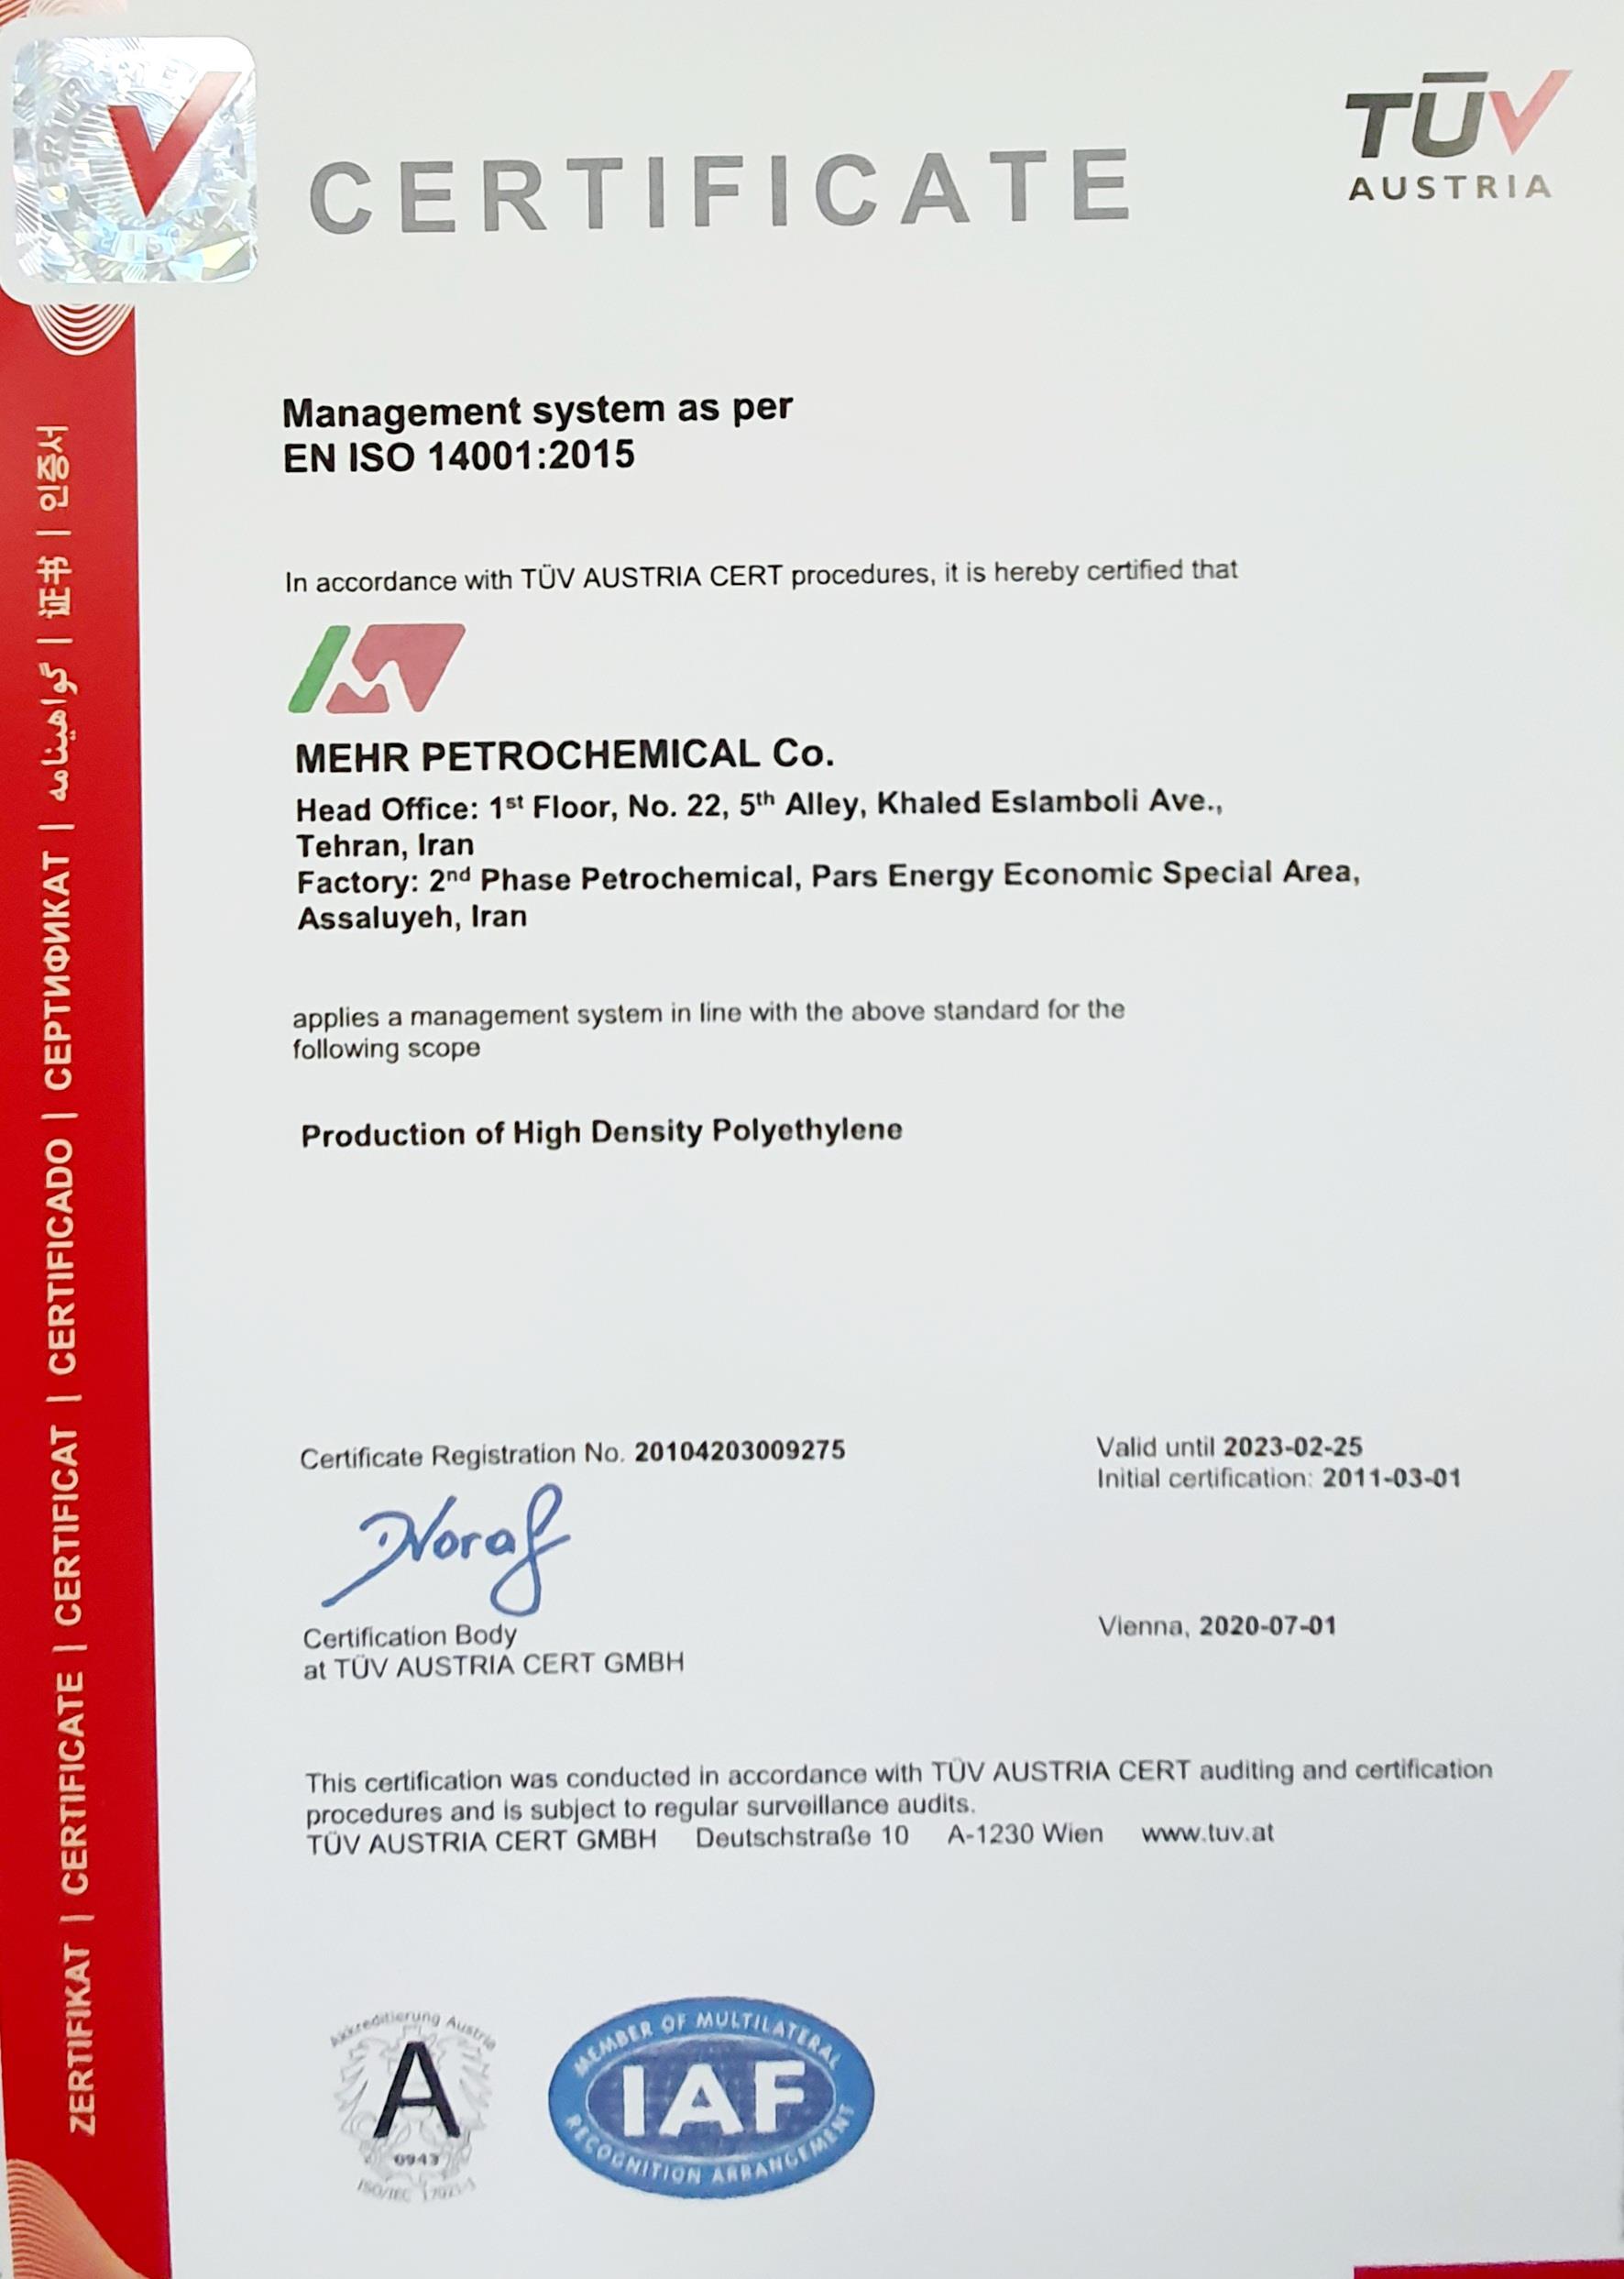 CERTIFICATE
TÜV
AUSTRIA
Management system as per
EN ISO 14001:2015
In accordance with TÜV AUSTRIA CERT procedures, it is hereby certified that
MEHR PETROCHEMICAL Co.
Head Office: 1st Floor, No. 22, 5th Alley, Khaled Eslamboli Ave.,
Tehran, Iran
Factory: 2nd Phase Petrochemical, Pars Energy Economic Special Area,
Assaluyeh, Iran
applies a management system in line with the above standard for the
following scope
Production of High Density Polyethylene
Certificate Registration No. 20104203009275
Valid until 2023-02-25
Initial certification: 2011-03-01
Certification Body
at TÜV AUSTRIA CERT GMBH
Vienna, 2020-07-01
This certification was conducted in accordance with TÜV AUSTRIA CERT auditing and certification
procedures and is subject to regular surveillance audits.
TÜV AUSTRIA CERT GMBH Deutschstraße 10 A-1230 Wien www.tuv.at
Akkreditierung Austria
A
0943
ISO/IEC 17021-1
MEMBER OF MULTILATERAL
IAF
RECOGNITION ARRANGEMENT
ZERTIFIKAT | CERTIFICATE | CERTIFICAT | CERTIFICADO | СЕРТИФИКАТ | گواهینامه | 证书 | 인증서